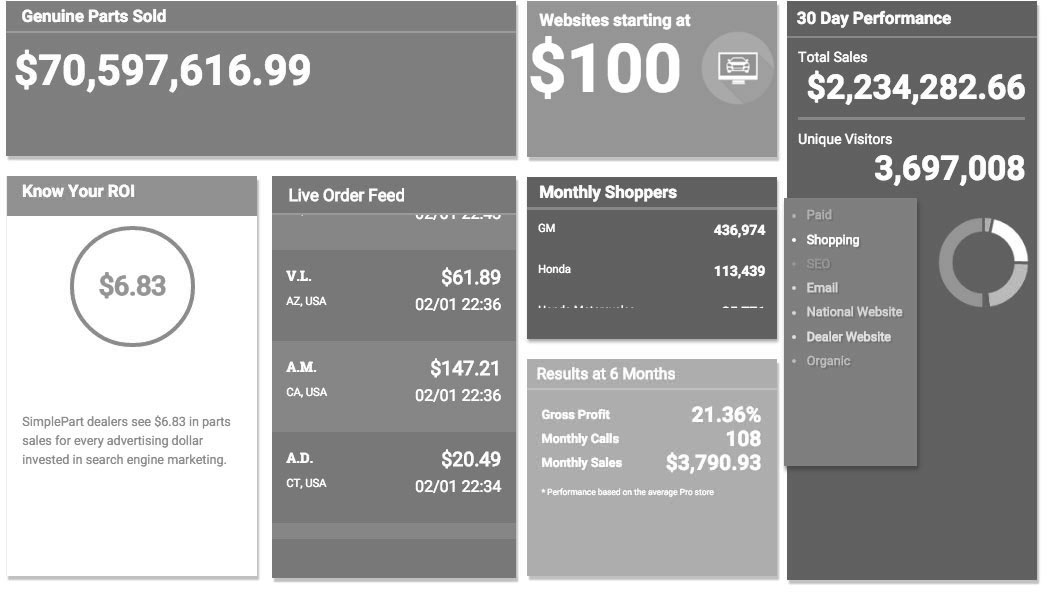 Genuine Parts Sold
$70,597,616.99
Websites starting at
$100
30 Day Performance
Total Sales
$2,234,282.66
Unique Visitors
3,697,008
Paid
Shopping
SEO
Email
National Website
Dealer Website
Organic
Know Your ROI
$6.83
SimplePart dealers see $6.83 in parts
sales for every advertising dollar
invested in search engine marketing.
Live Order Feed
02/01 22:43
V.L. $61.89
AZ, USA 02/01 22:36
A.M. $147.21
CA, USA 02/01 22:36
A.D. $20.49
CT, USA 02/01 22:34
Monthly Shoppers
GM 436,974
Honda 113,439
Results at 6 Months
Gross Profit 21.36%
Monthly Calls 108
Monthly Sales $3,790.93
* Performance based on the average Pro store